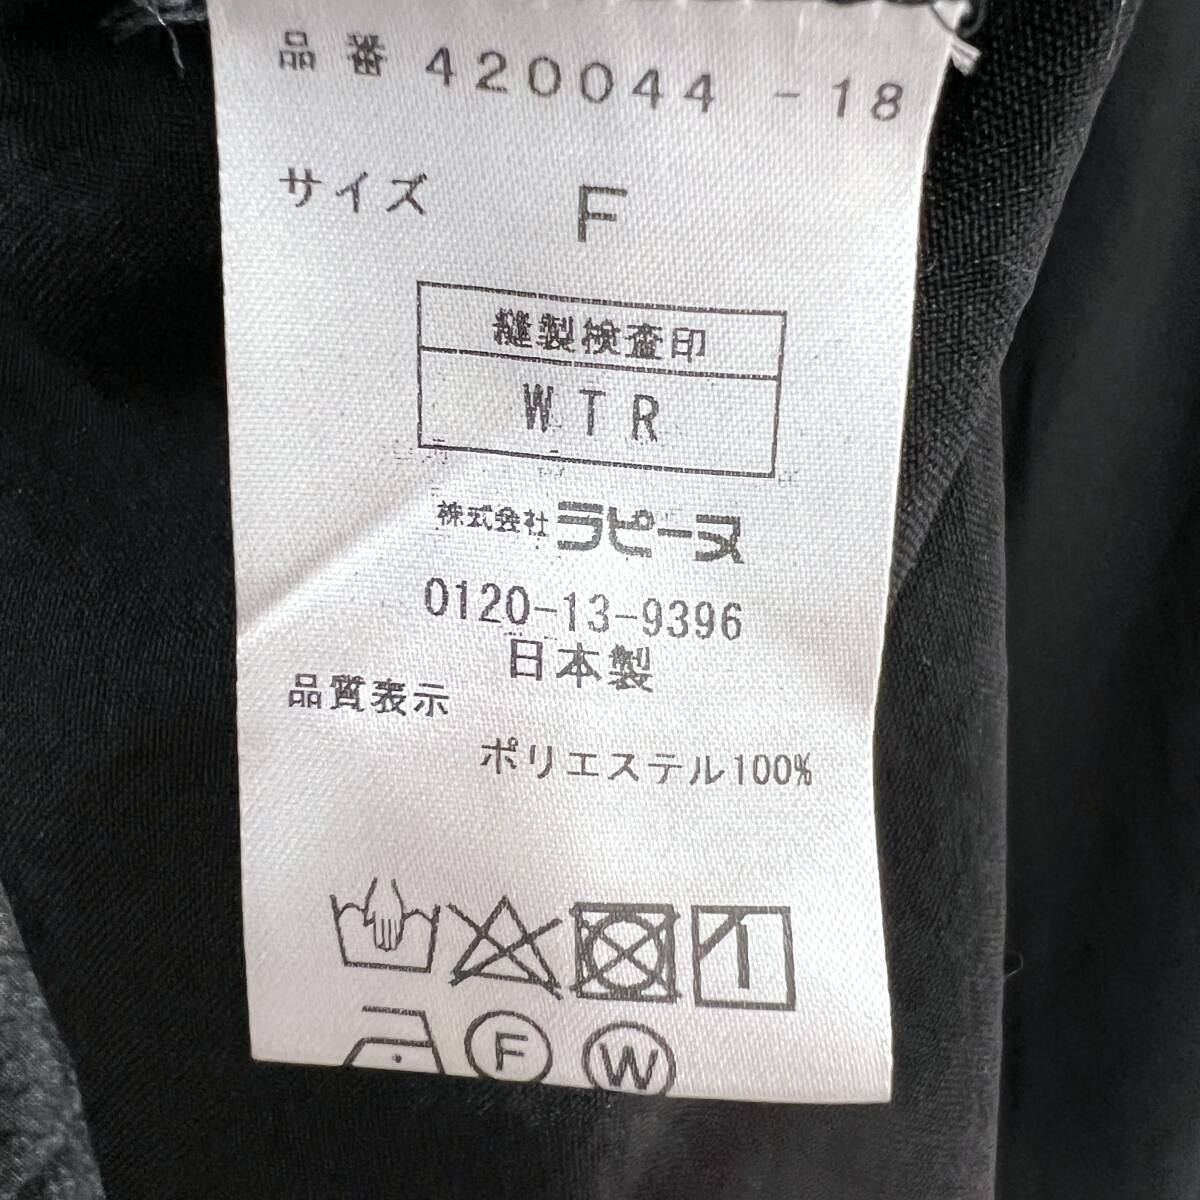 品番 420044 -18
サイズ F
縫製検査印
WTR
株式会社ラピーヌ
0120-13-9396
日本製
品質表示
ポリエステル100%
F W